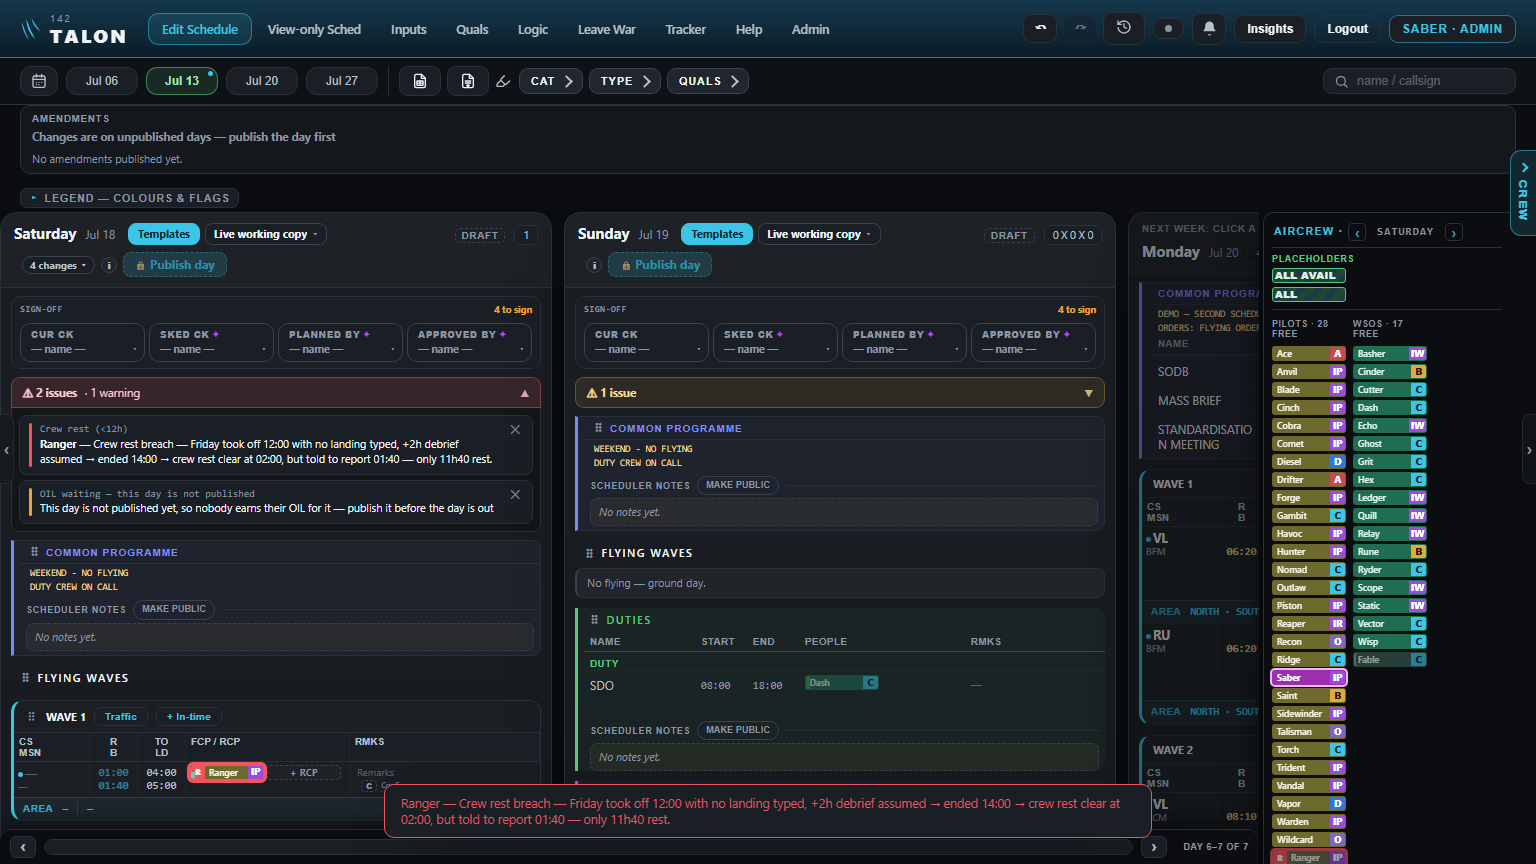 142
TALON
Edit Schedule
View-only Sched
Inputs
Quals
Logic
Leave War
Tracker
Help
Admin
Insights
Logout
SABER · ADMIN
Jul 06
Jul 13
Jul 20
Jul 27
CAT
TYPE
QUALS
name / callsign
AMENDMENTS
Changes are on unpublished days — publish the day first
No amendments published yet.
LEGEND — COLOURS & FLAGS
CREW
Saturday Jul 18 Templates Live working copy DRAFT 1
4 changes i Publish day
SIGN-OFF 4 to sign
CUR CK SKED CK PLANNED BY APPROVED BY
— name — — name — — name — — name —
2 issues · 1 warning
Crew rest (<12h)
Ranger — Crew rest breach — Friday took off 12:00 with no landing typed, +2h debrief
assumed → ended 14:00 → crew rest clear at 02:00, but told to report 01:40 — only 11h40 rest.
OIL waiting — this day is not published
This day is not published yet, so nobody earns their OIL for it — publish it before the day is out
COMMON PROGRAMME
WEEKEND - NO FLYING
DUTY CREW ON CALL
SCHEDULER NOTES MAKE PUBLIC
No notes yet.
FLYING WAVES
WAVE 1 Traffic + In-time
CS R TO FCP / RCP RMKS
MSN B LD
— 01:00 04:00 R Ranger IP + RCP Remarks
— 01:40 05:00 C
AREA — —
Sunday Jul 19 Templates Live working copy DRAFT 0X0X0
i Publish day
SIGN-OFF 4 to sign
CUR CK SKED CK PLANNED BY APPROVED BY
— name — — name — — name — — name —
1 issue
COMMON PROGRAMME
WEEKEND - NO FLYING
DUTY CREW ON CALL
SCHEDULER NOTES MAKE PUBLIC
No notes yet.
FLYING WAVES
No flying — ground day.
DUTIES
NAME START END PEOPLE RMKS
DUTY
SDO 08:00 18:00 Dash C —
SCHEDULER NOTES MAKE PUBLIC
No notes yet.
NEXT WEEK: CLICK A
Monday Jul 20
COMMON PROGRA
DEMO — SECOND SCHEDU
ORDERS: FLYING ORDER
NAME
SODB
MASS BRIEF
STANDARDISATIO
N MEETING
WAVE 1
CS R
MSN B
VL
BFM 06:20
AREA NORTH - SOUT
RU
BFM 06:20
AREA NORTH - SOUT
WAVE 2
CS R
MSN B
VL
CM 08:10
AIRCREW · SATURDAY
PLACEHOLDERS
ALL AVAIL
ALL
PILOTS · 28 WSOS · 17
FREE FREE
Ace A Basher IW
Anvil IP Cinder B
Blade IP Cutter C
Cinch IP Dash C
Cobra IP Echo IW
Comet IP Ghost C
Diesel D Grit C
Drifter A Hex C
Forge IP Ledger IW
Gambit C Quill IW
Havoc IP Relay IW
Hunter IP Rune B
Nomad C Ryder C
Outlaw C Scope IW
Piston IP Static IW
Reaper IR Vector C
Recon O Wisp C
Ridge C Fable C
Saber IP
Saint B
Sidewinder IP
Talisman O
Torch C
Trident IP
Vandal IP
Vapor D
Warden IP
Wildcard O
R Ranger IP
Ranger — Crew rest breach — Friday took off 12:00 with no landing typed, +2h debrief assumed → ended 14:00 → crew rest clear at
02:00, but told to report 01:40 — only 11h40 rest.
DAY 6–7 OF 7